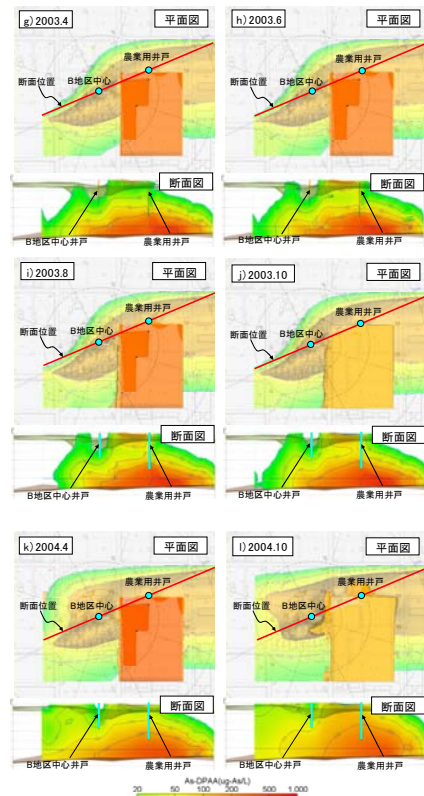 g) 2003.4
平面図
農業用井戸
B地区中心
断面位置
断面図
B地区中心井戸
農業用井戸
h) 2003.6
平面図
農業用井戸
B地区中心
断面位置
断面図
B地区中心井戸
農業用井戸
i) 2003.8
平面図
農業用井戸
B地区中心
断面位置
断面図
B地区中心井戸
農業用井戸
j) 2003.10
平面図
農業用井戸
B地区中心
断面位置
断面図
B地区中心井戸
農業用井戸
k) 2004.4
平面図
農業用井戸
B地区中心
断面位置
断面図
B地区中心井戸
農業用井戸
l) 2004.10
平面図
農業用井戸
B地区中心
断面位置
断面図
B地区中心井戸
農業用井戸
As-DPAA(ug-As/L)
20 50 100 200 500 1,000